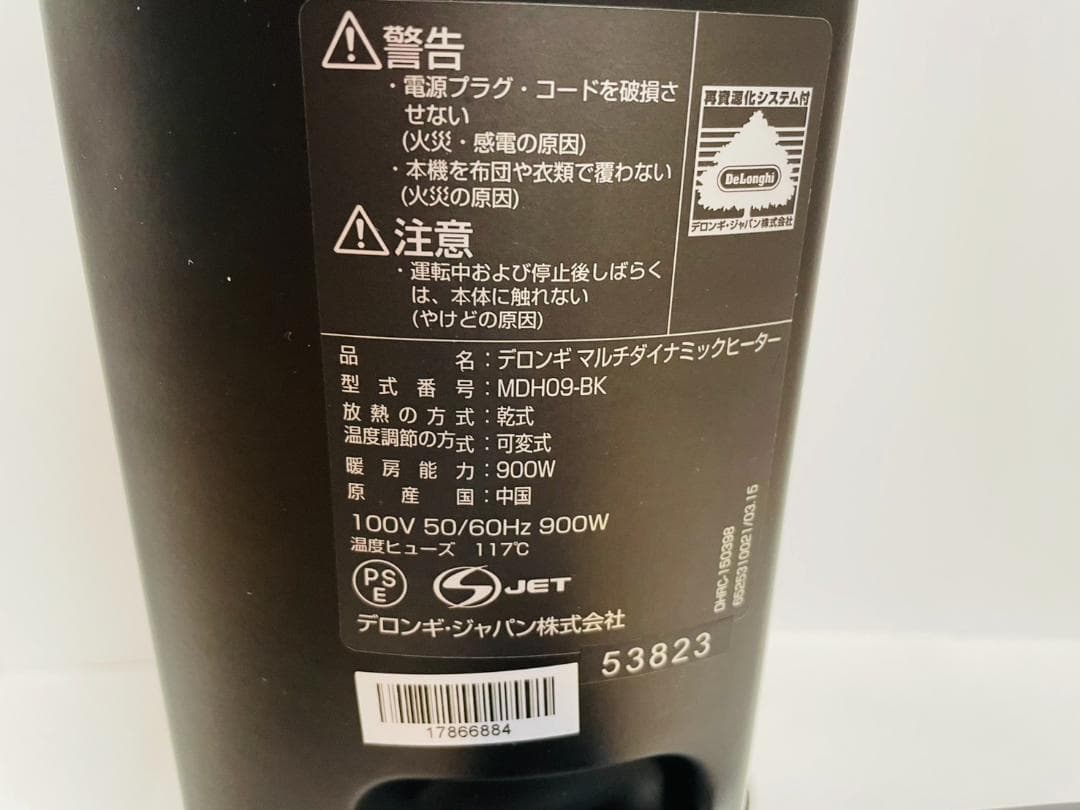 警告
・電源プラグ・コードを破損さ
せない
(火災・感電の原因)
・本機を布団や衣類で覆わない
(火災の原因)
注意
・運転中および停止後しばらく
は、本体に触れない
(やけどの原因)
再資源化システム付
DeLonghi
デロンギ・ジャパン株式会社
品名：デロンギ マルチダイナミックヒーター
型式番号：MDH09-BK
放熱の方式：乾式
温度調節の方式：可変式
暖房能力：900W
原産国：中国
100V 50/60Hz 900W
温度ヒューズ 117℃
PSE
JET
デロンギ・ジャパン株式会社
DHRC-150398
6525310021/03.15
53823
17866884